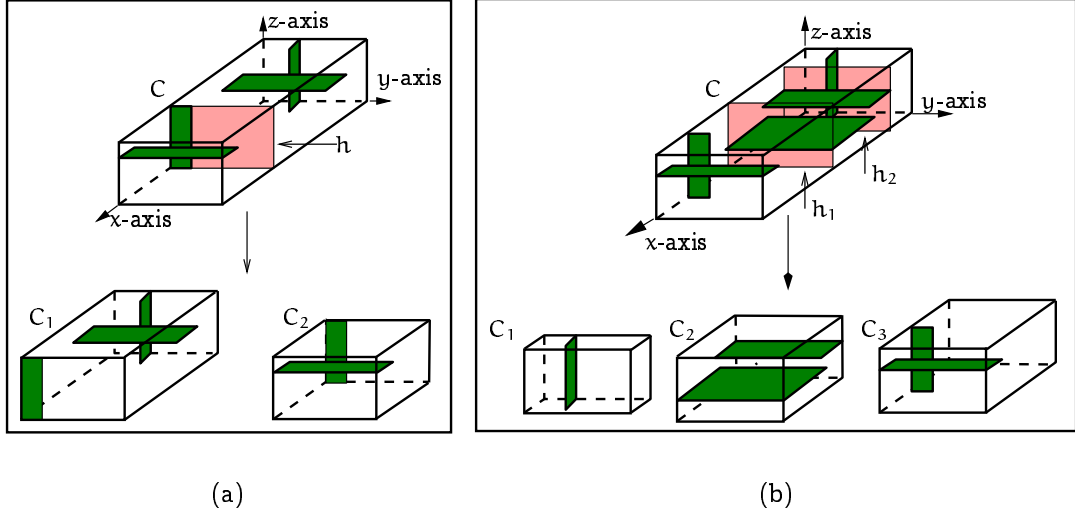 z-axis
C
y-axis
h
x-axis
C₁
C₂
(a)
z-axis
C
y-axis
h₂
h₁
x-axis
C₁
C₂
C₃
(b)